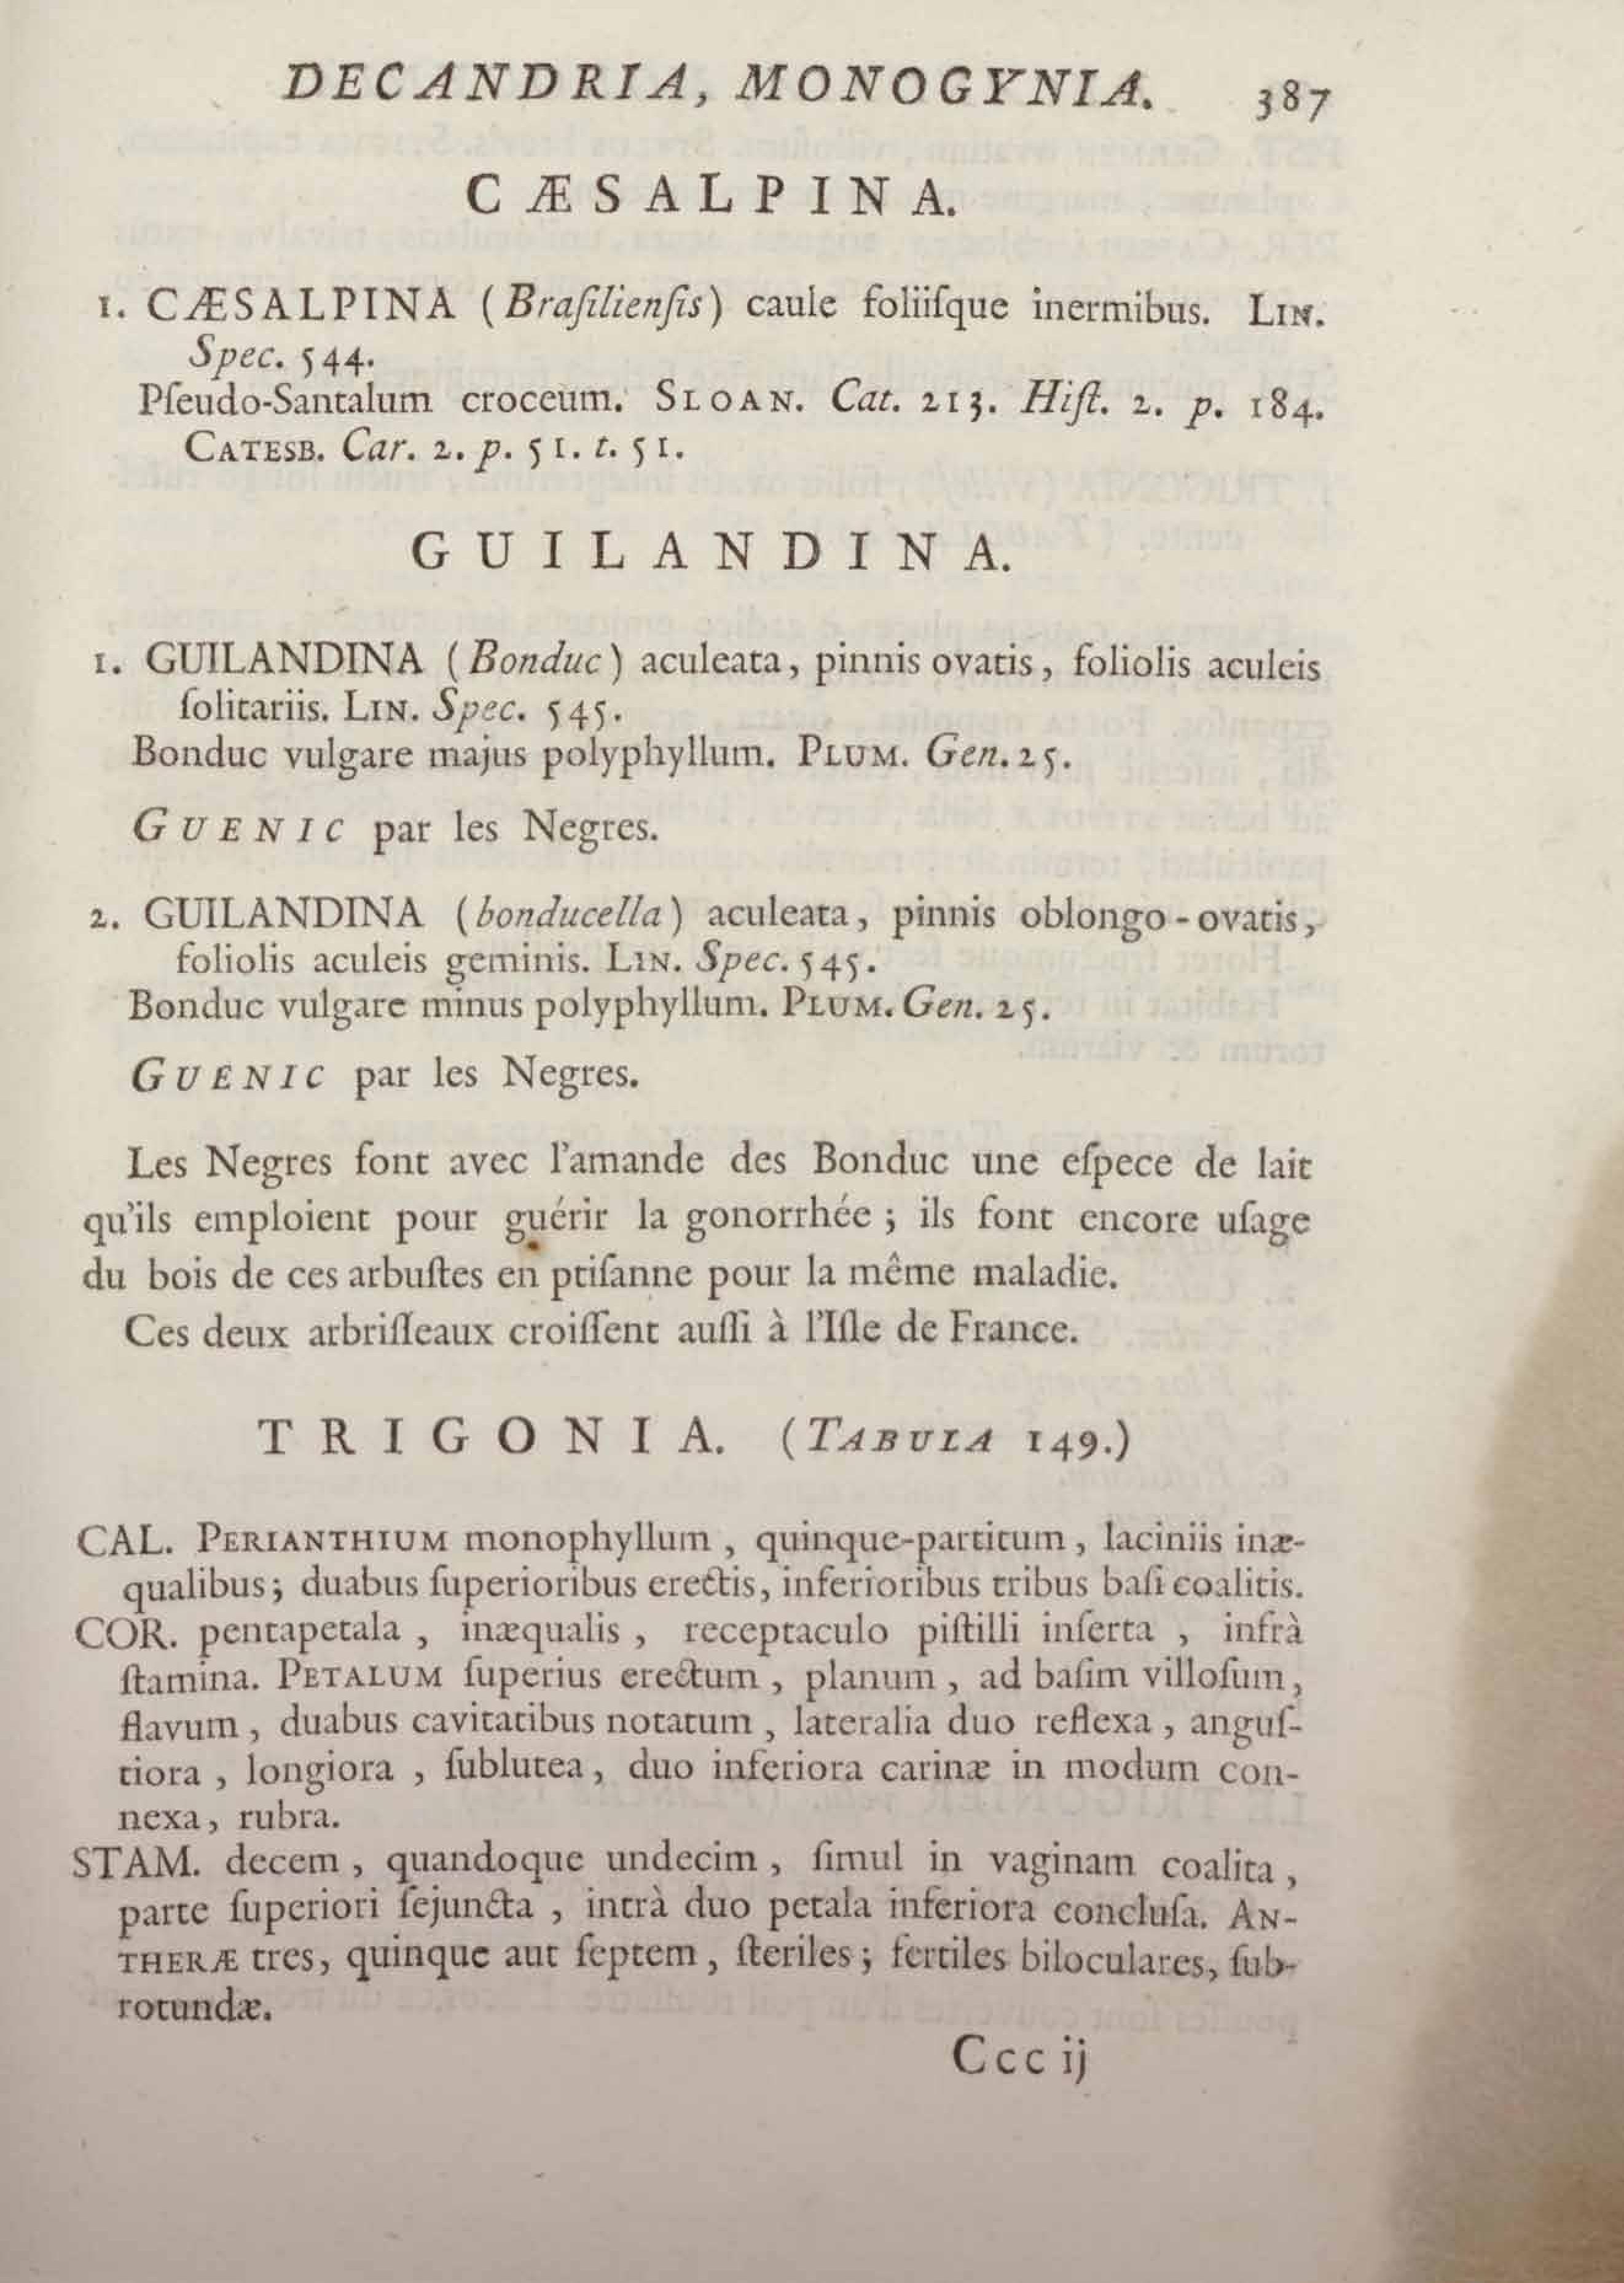 DECANDRIA, MONOGYNIA. 387
CÆSALPINA.
1. CÆSALPINA (Braſilienſis) caule foliiſque inermibus. LIN.
Spec. 544.
Pſeudo-Santalum croceum. SLOAN. Cat. 213. Hiſt. 2. p. 184.
CATESB. Car. 2. p. 51. t. 51.
GUILANDINA.
1. GUILANDINA (Bonduc) aculeata, pinnis ovatis, foliolis aculeis
ſolitariis. LIN. Spec. 545.
Bonduc vulgare majus polyphyllum. PLUM. Gen. 25.
GUENIC par les Negres.
2. GUILANDINA (bonducella) aculeata, pinnis oblongo-ovatis,
foliolis aculeis geminis. LIN. Spec. 545.
Bonduc vulgare minus polyphyllum. PLUM. Gen. 25.
GUENIC par les Negres.
Les Negres font avec l'amande des Bonduc une eſpece de lait
qu'ils emploient pour guérir la gonorrhée ; ils font encore uſage
du bois de ces arbuſtes en ptiſanne pour la même maladie.
Ces deux arbriſſeaux croiſſent auſſi à l'Iſle de France.
TRIGONIA. (TABULA 149.)
CAL. PERIANTHIUM monophyllum, quinque-partitum, laciniis inæ-
qualibus; duabus ſuperioribus erectis, inferioribus tribus baſi coalitis.
COR. pentapetala, inæqualis, receptaculo piſtilli inſerta, infrà
ſtamina. PETALUM ſuperius erectum, planum, ad baſim villoſum,
flavum, duabus cavitatibus notatum, lateralia duo reflexa, anguſ-
tiora, longiora, ſublutea, duo inferiora carinæ in modum con-
nexa, rubra.
STAM. decem, quandoque undecim, ſimul in vaginam coalita,
parte ſuperiori ſejuncta, intrà duo petala inferiora concluſa. AN-
THERÆ tres, quinque aut ſeptem, ſteriles; fertiles biloculares, ſub-
rotundæ.
Ccc ij